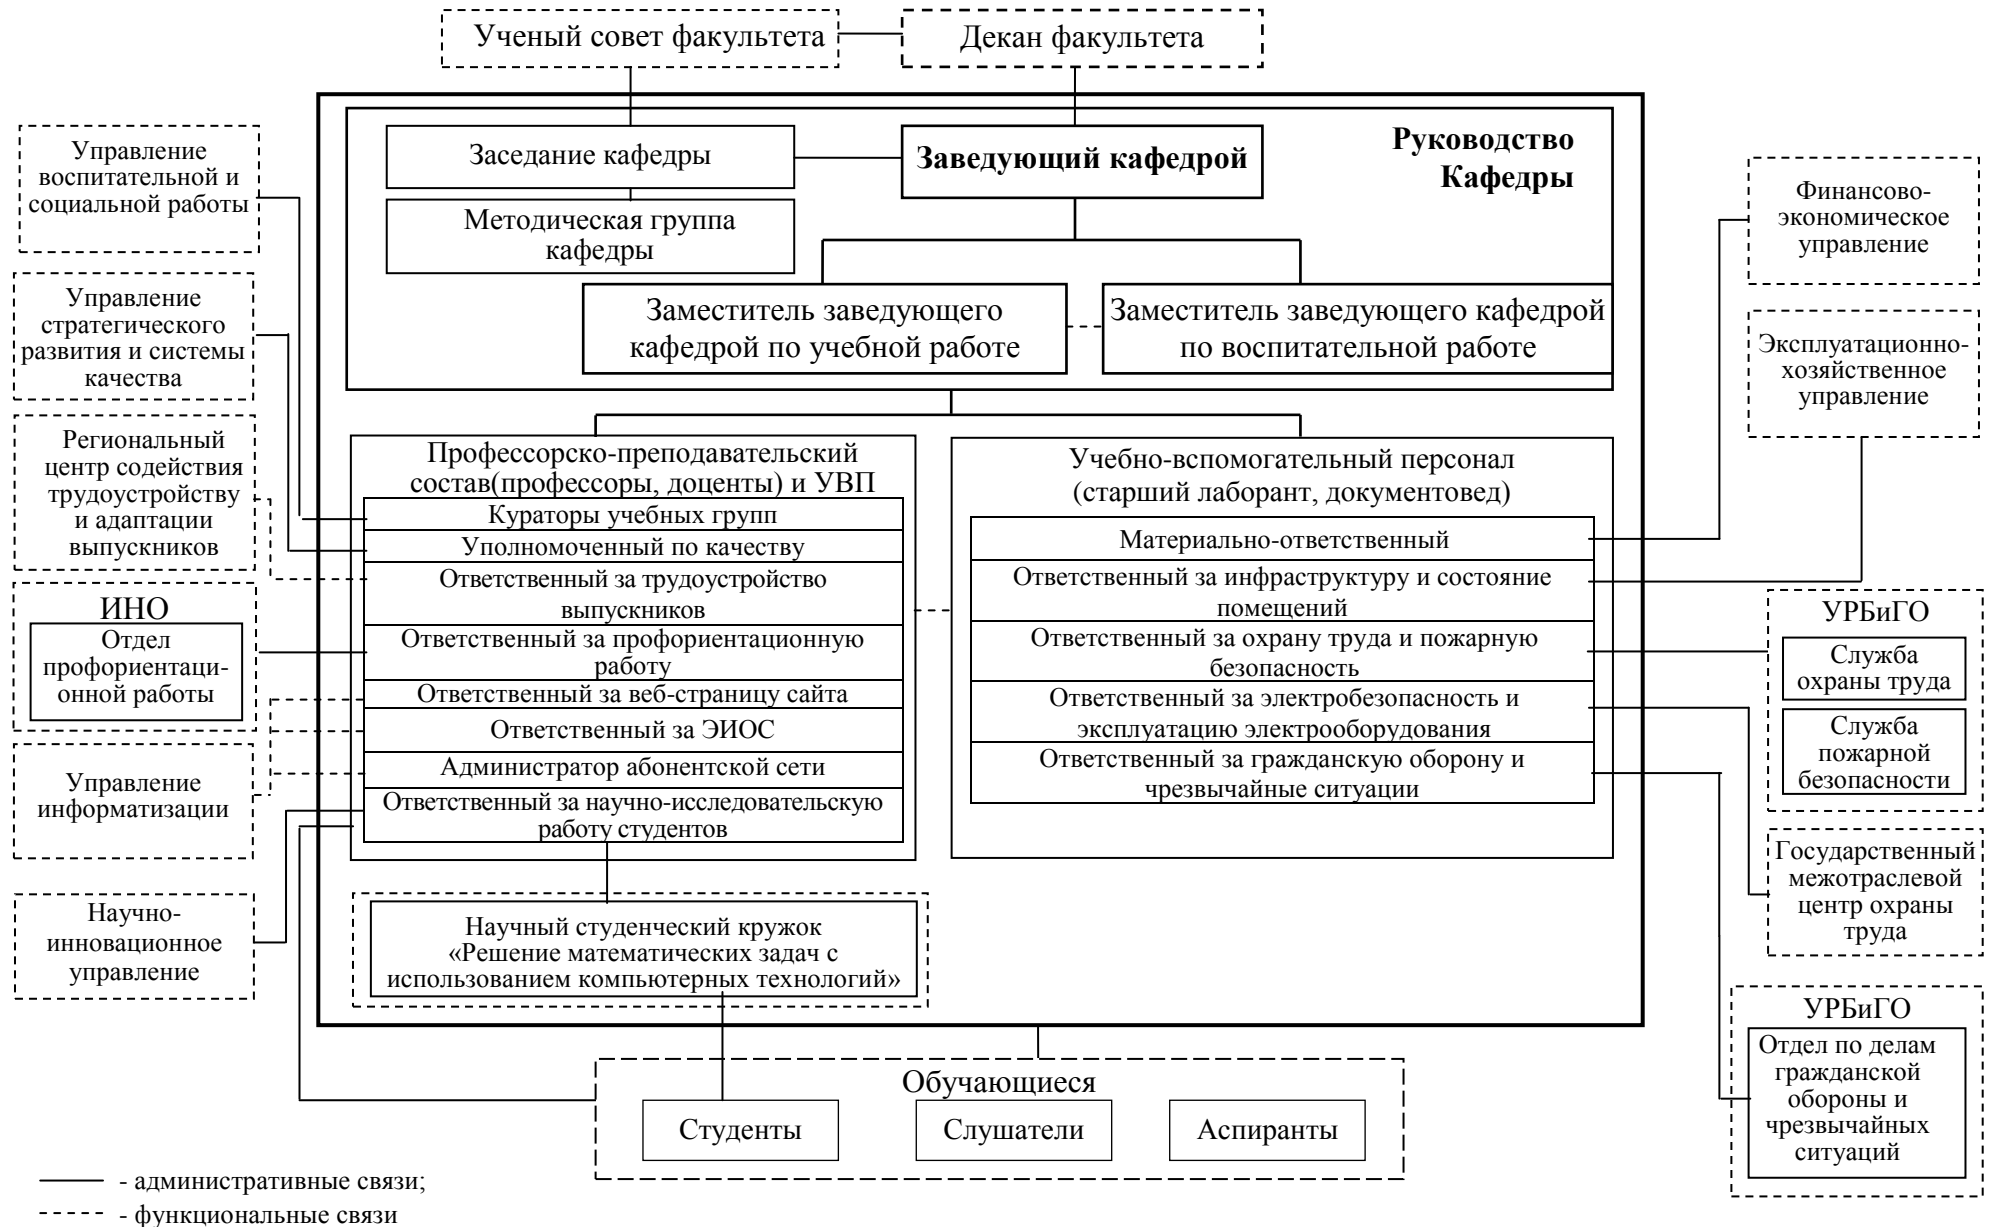 Ученый совет факультета
Декан факультета
Руководство
Кафедры
Заседание кафедры
Заведующий кафедрой
Методическая группа
кафедры
Заместитель заведующего
кафедрой по учебной работе
Заместитель заведующего кафедрой
по воспитательной работе
Управление
воспитательной и
социальной работы
Управление
стратегического
развития и системы
качества
Региональный
центр содействия
трудоустройству
и адаптации
выпускников
ИНО
Отдел
профориентаци-
онной работы
Управление
информатизации
Научно-
инновационное
управление
Профессорско-преподавательский
состав(профессоры, доценты) и УВП
Кураторы учебных групп
Уполномоченный по качеству
Ответственный за трудоустройство
выпускников
Ответственный за профориентационную
работу
Ответственный за веб-страницу сайта
Ответственный за ЭИОС
Администратор абонентской сети
Ответственный за научно-исследовательскую
работу студентов
Научный студенческий кружок
«Решение математических задач с
использованием компьютерных технологий»
Учебно-вспомогательный персонал
(старший лаборант, документовед)
Материально-ответственный
Ответственный за инфраструктуру и состояние
помещений
Ответственный за охрану труда и пожарную
безопасность
Ответственный за электробезопасность и
эксплуатацию электрооборудования
Ответственный за гражданскую оборону и
чрезвычайные ситуации
Финансово-
экономическое
управление
Эксплуатационно-
хозяйственное
управление
УРБиГО
Служба
охраны труда
Служба
пожарной
безопасности
Государственный
межотраслевой
центр охраны
труда
УРБиГО
Отдел по делам
гражданской
обороны и
чрезвычайных
ситуаций
Обучающиеся
Студенты
Слушатели
Аспиранты
- административные связи;
- функциональные связи